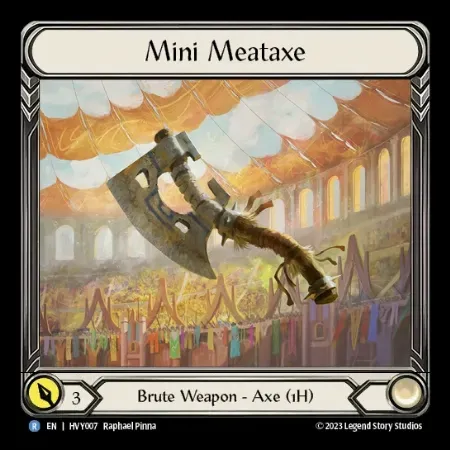 Mini Meataxe
3 Brute Weapon - Axe (1H)
R EN | HVY007 Raphael Pinna ©2023 Legend Story Studios